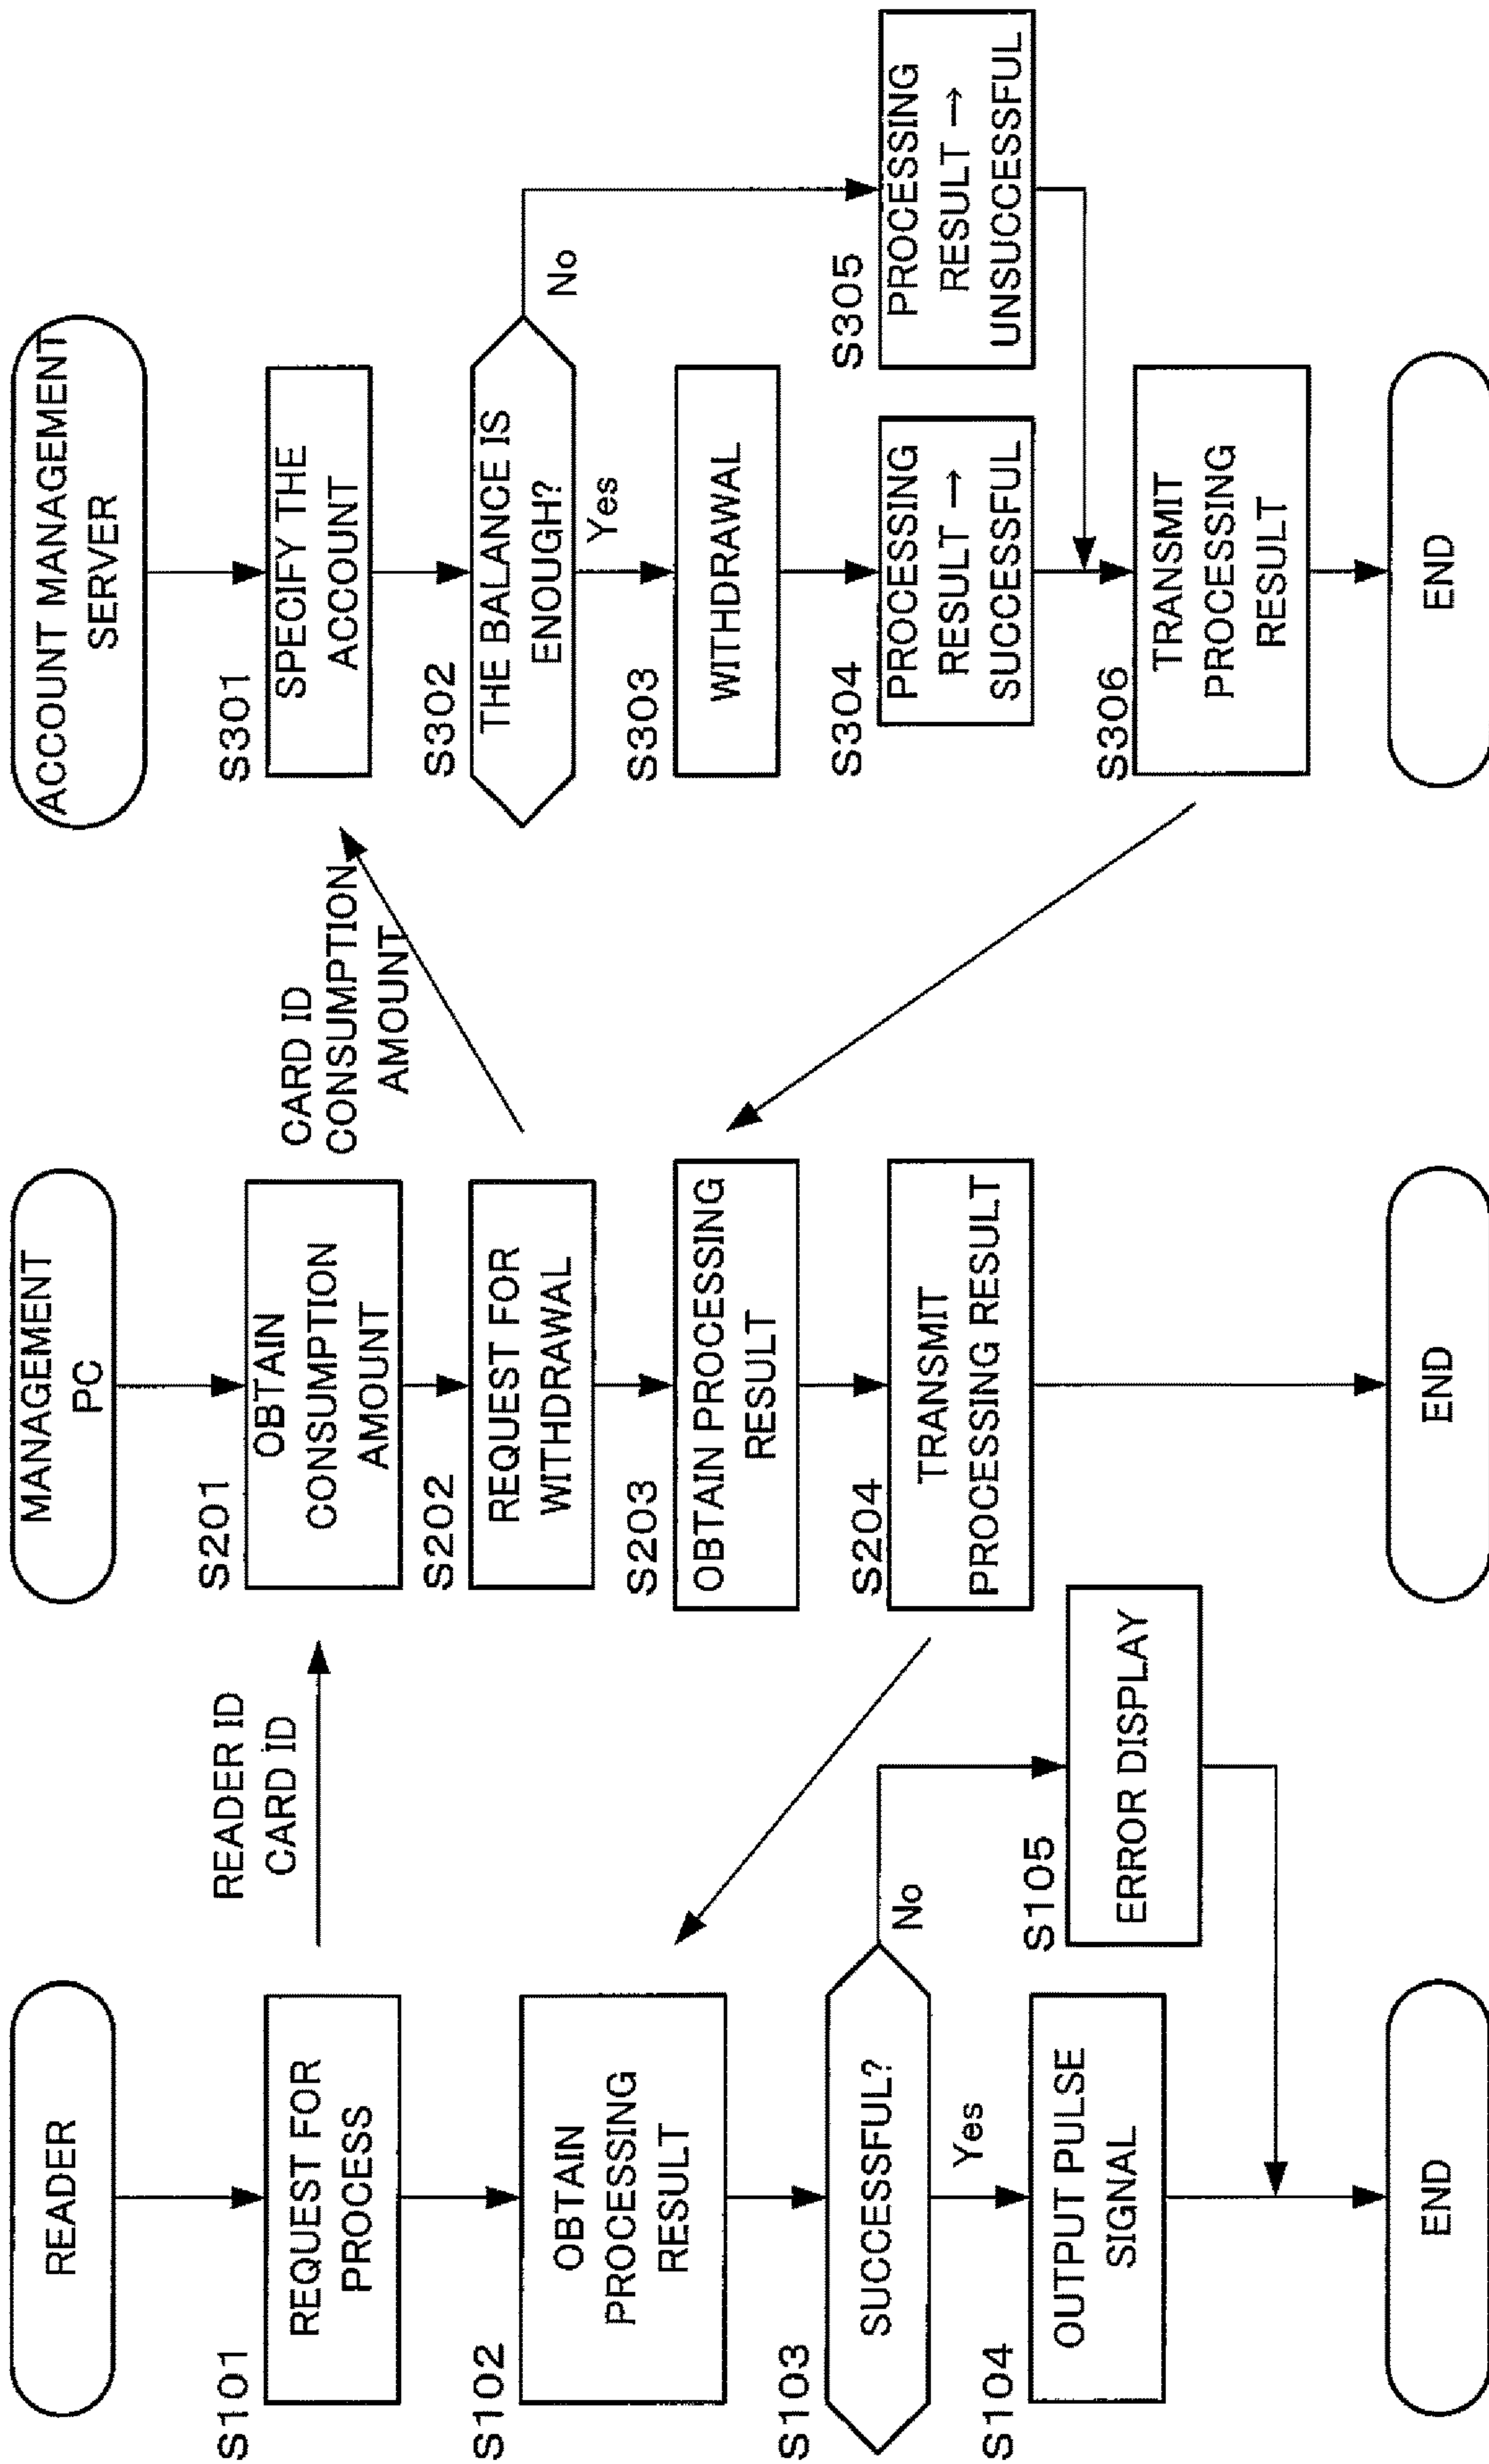 READER
S101
REQUEST FOR
PROCESS
S102
OBTAIN
PROCESSING
RESULT
S103
SUCCESSFUL?
No
Yes
S104
OUTPUT PULSE
SIGNAL
S105
ERROR DISPLAY
END
READER ID
CARD ID
MANAGEMENT
PC
S201
OBTAIN
CONSUMPTION
AMOUNT
S202
REQUEST FOR
WITHDRAWAL
S203
OBTAIN PROCESSING
RESULT
S204
TRANSMIT
PROCESSING RESULT
END
CARD ID
CONSUMPTION
AMOUNT
ACCOUNT MANAGEMENT
SERVER
S301
SPECIFY THE
ACCOUNT
S302
THE BALANCE IS
ENOUGH?
No
Yes
S303
WITHDRAWAL
S304
PROCESSING
RESULT →
SUCCESSFUL
S305
PROCESSING
RESULT →
UNSUCCESSFUL
S306
TRANSMIT
PROCESSING
RESULT
END